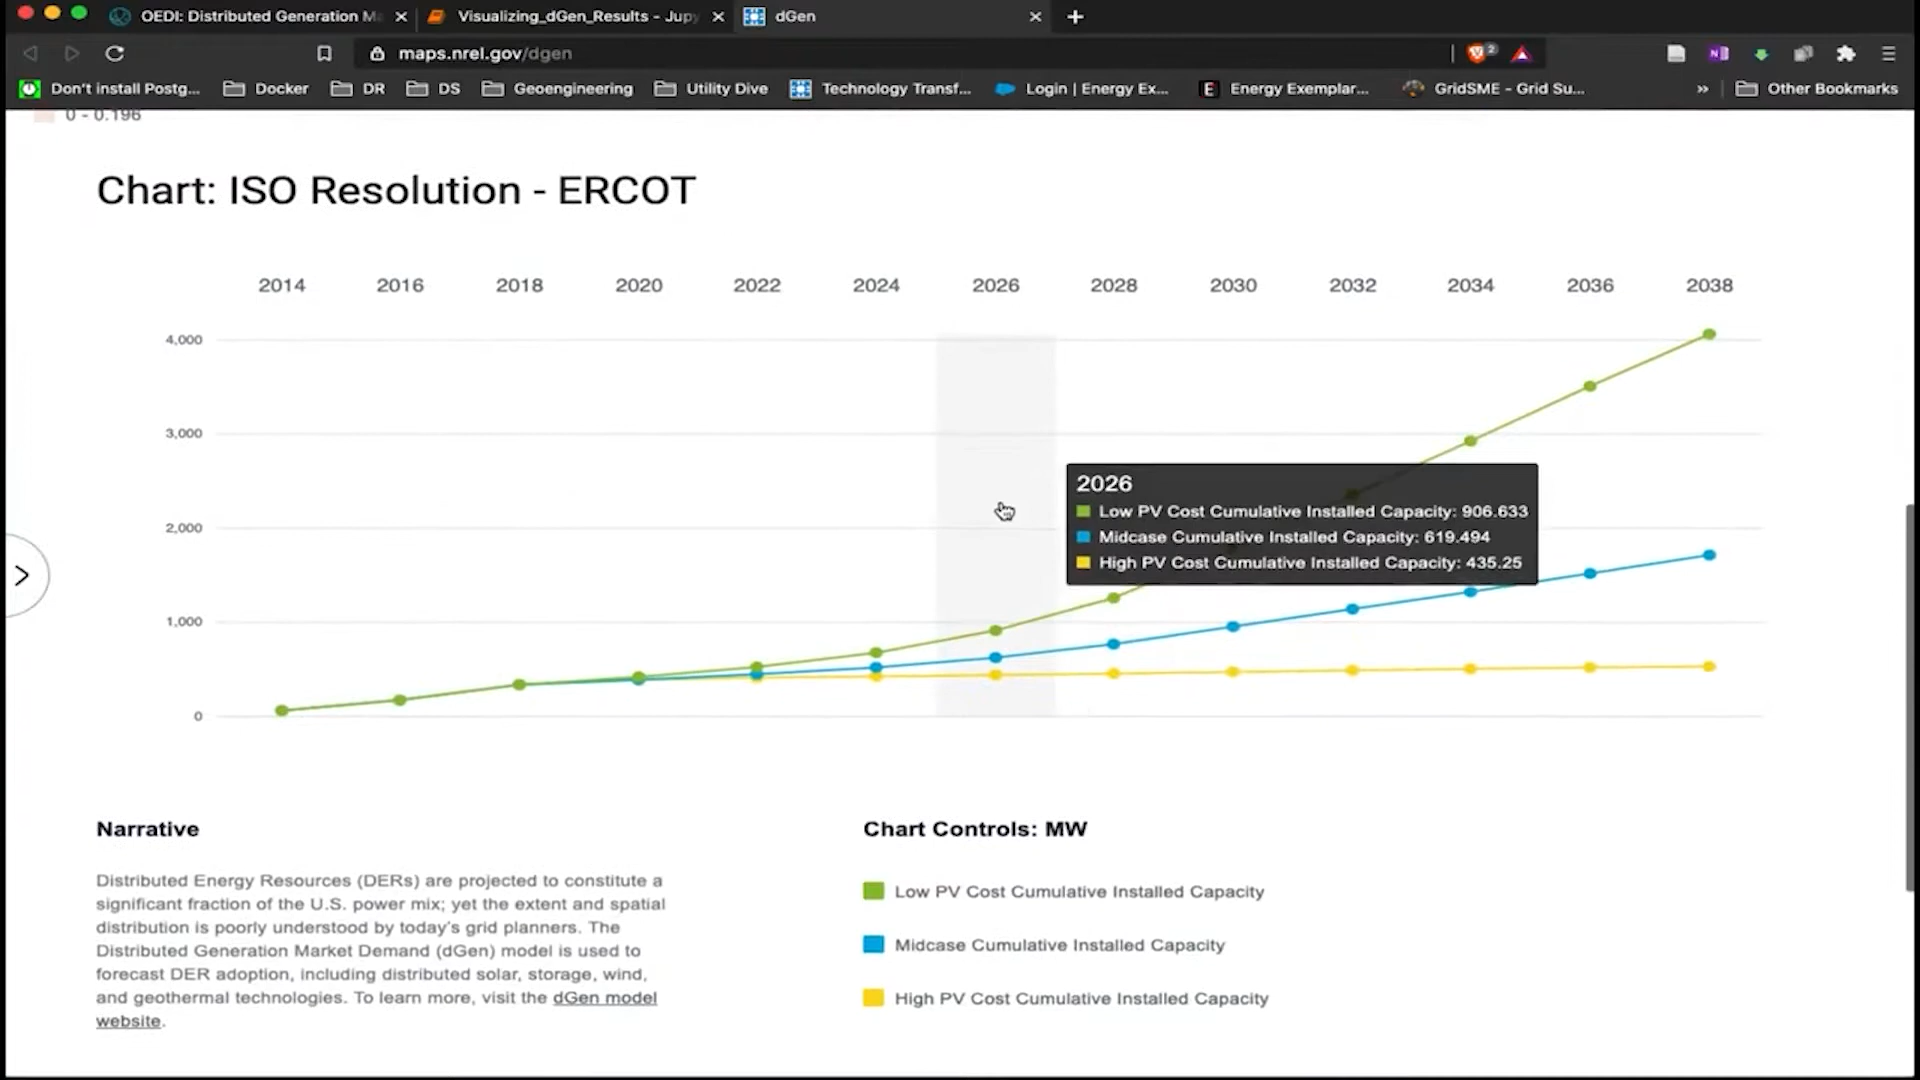 OEDI: Distributed Generation Ma
Visualizing_dGen_Results - Jupy
dGen
maps.nrel.gov/dgen
2
N
Don't install Postg...
Docker
DR
DS
Geoengineering
Utility Dive
Technology Transf...
Login | Energy Ex...
E
Energy Exemplar...
GridSME - Grid Su...
»
Other Bookmarks
0 - 0.196
Chart: ISO Resolution - ERCOT
2014 2016 2018 2020 2022 2024 2026 2028 2030 2032 2034 2036 2038
4,000
3,000
2,000
1,000
0
2026
Low PV Cost Cumulative Installed Capacity: 906.633
Midcase Cumulative Installed Capacity: 619.494
High PV Cost Cumulative Installed Capacity: 435.25
Narrative
Distributed Energy Resources (DERs) are projected to constitute a
significant fraction of the U.S. power mix; yet the extent and spatial
distribution is poorly understood by today's grid planners. The
Distributed Generation Market Demand (dGen) model is used to
forecast DER adoption, including distributed solar, storage, wind,
and geothermal technologies. To learn more, visit the dGen model
website.
Chart Controls: MW
Low PV Cost Cumulative Installed Capacity
Midcase Cumulative Installed Capacity
High PV Cost Cumulative Installed Capacity